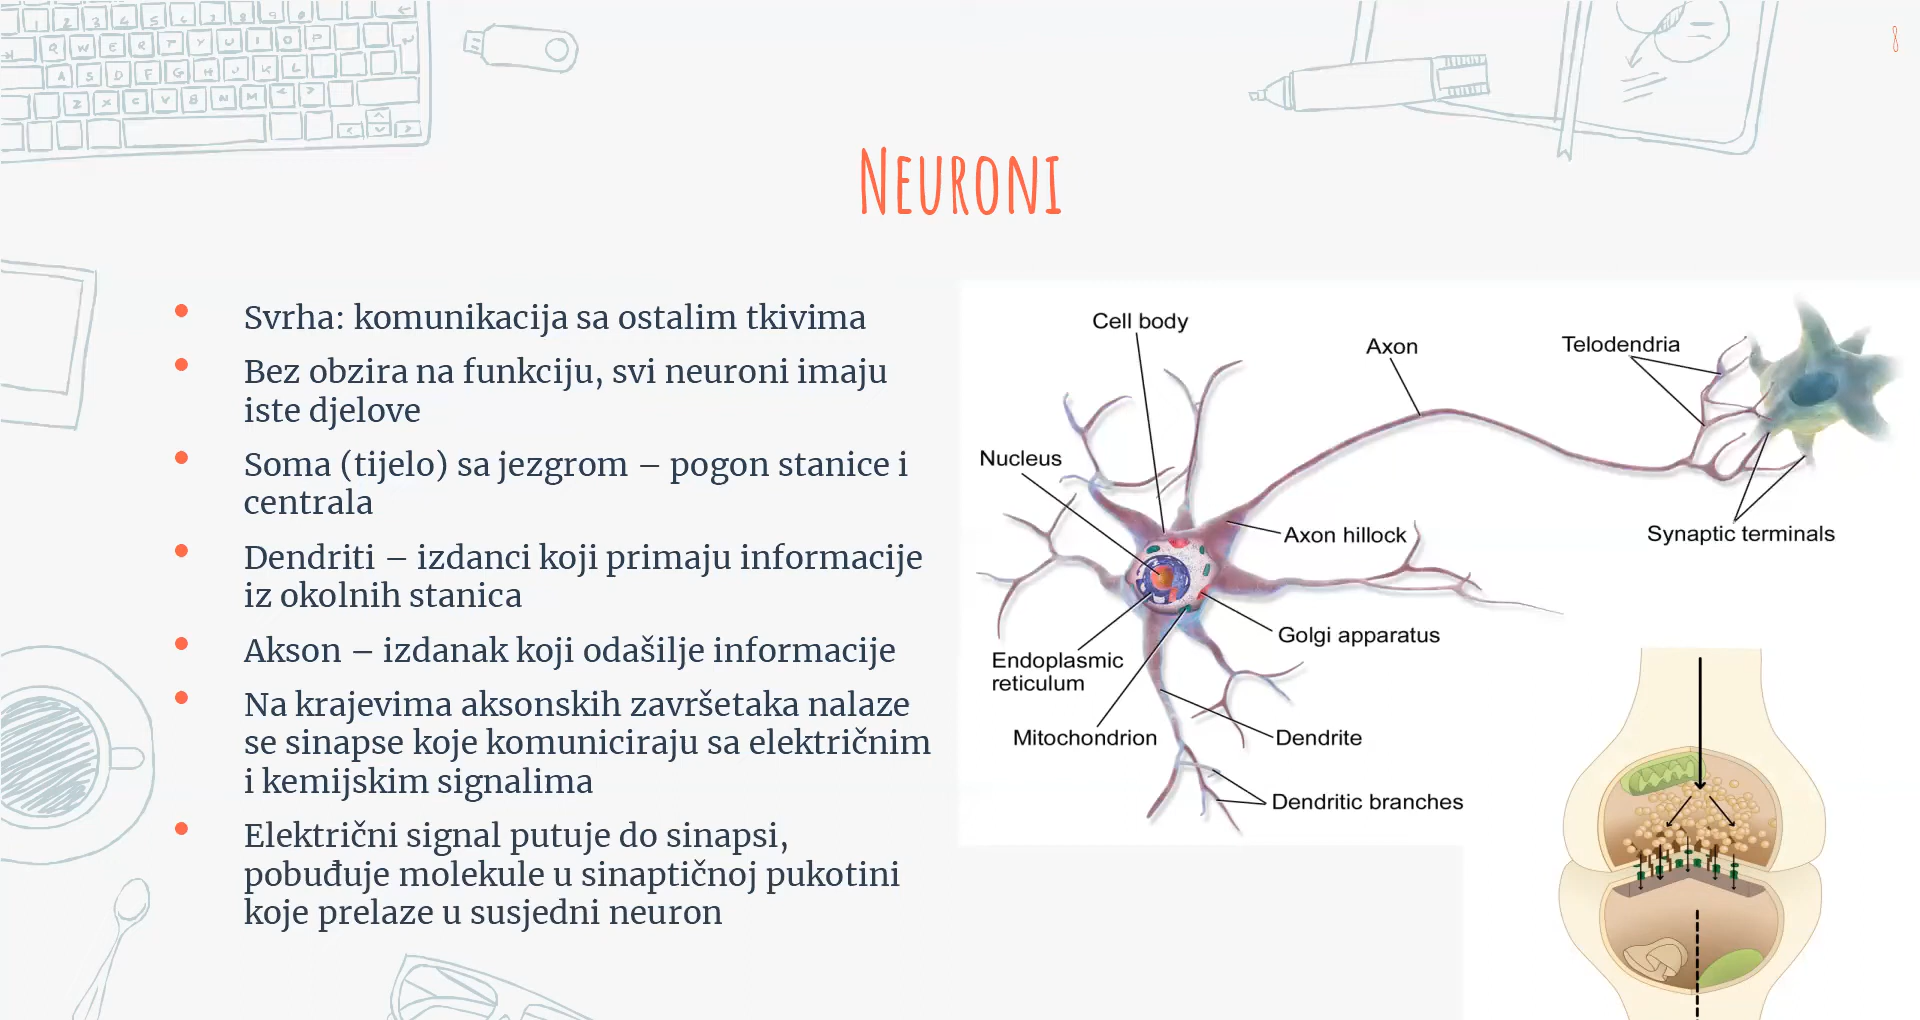 8
Neuroni
Svrha: komunikacija sa ostalim tkivima
Bez obzira na funkciju, svi neuroni imaju
iste djelove
Soma (tijelo) sa jezgrom – pogon stanice i
centrala
Dendriti – izdanci koji primaju informacije
iz okolnih stanica
Akson – izdanak koji odašilje informacije
Na krajevima aksonskih završetaka nalaze
se sinapse koje komuniciraju sa električnim
i kemijskim signalima
Električni signal putuje do sinapsi,
pobuđuje molekule u sinaptičnoj pukotini
koje prelaze u susjedni neuron
Cell body
Axon
Telodendria
Nucleus
Axon hillock
Synaptic terminals
Golgi apparatus
Endoplasmic
reticulum
Mitochondrion
Dendrite
Dendritic branches